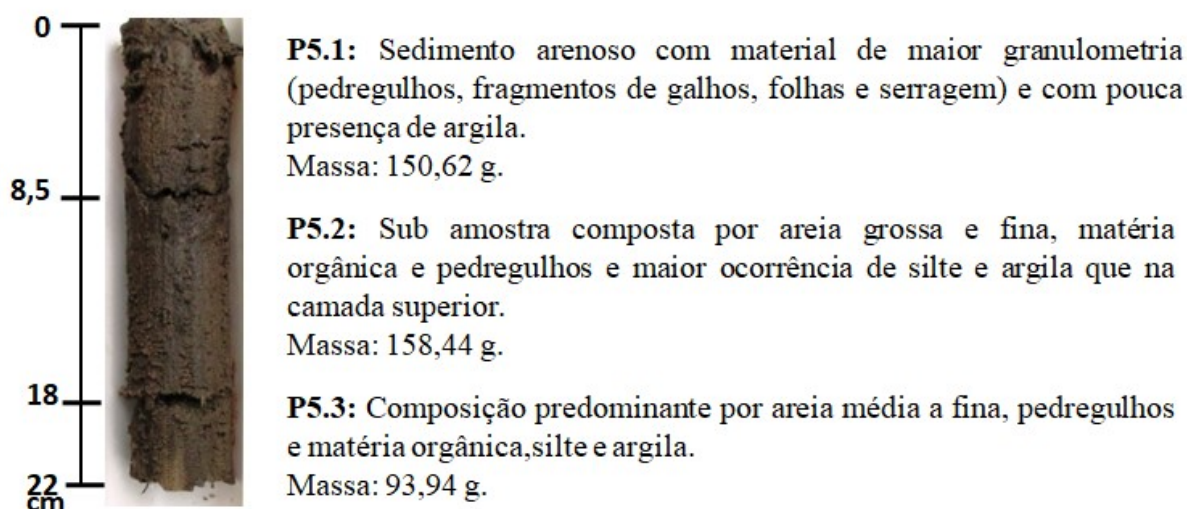 0
8,5
18
22
cm
P5.1: Sedimento arenoso com material de maior granulometria
(pedregulhos, fragmentos de galhos, folhas e serragem) e com pouca
presença de argila.
Massa: 150,62 g.
P5.2: Sub amostra composta por areia grossa e fina, matéria
orgânica e pedregulhos e maior ocorrência de silte e argila que na
camada superior.
Massa: 158,44 g.
P5.3: Composição predominante por areia média a fina, pedregulhos
e matéria orgânica,silte e argila.
Massa: 93,94 g.